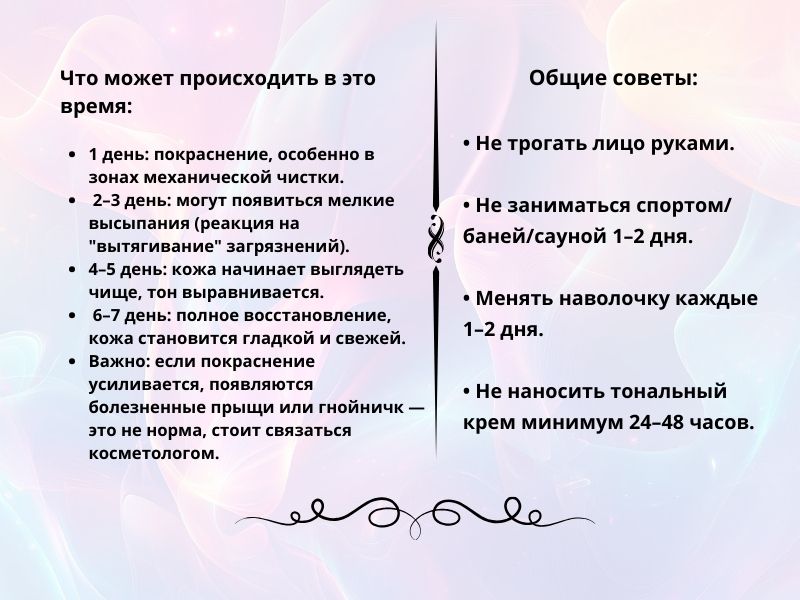 Что может происходить в это
время:
• 1 день: покраснение, особенно в
зонах механической чистки.
• 2–3 день: могут появиться мелкие
высыпания (реакция на
"вытягивание" загрязнений).
• 4–5 день: кожа начинает выглядеть
чище, тон выравнивается.
• 6–7 день: полное восстановление,
кожа становится гладкой и свежей.
• Важно: если покраснение
усиливается, появляются
болезненные прыщи или гнойничк —
это не норма, стоит связаться
косметологом.
Общие советы:
• Не трогать лицо руками.
• Не заниматься спортом/
баней/сауной 1–2 дня.
• Менять наволочку каждые
1–2 дня.
• Не наносить тональный
крем минимум 24–48 часов.